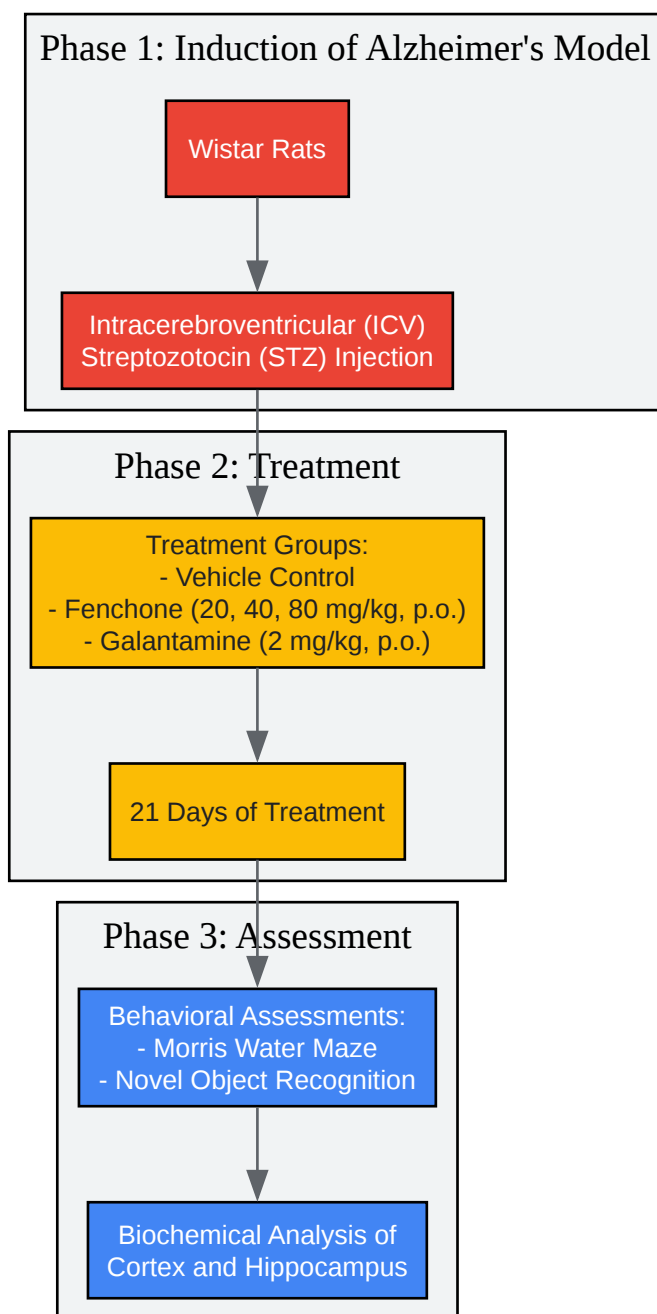 Phase 1: Induction of Alzheimer's Model
Wistar Rats
Intracerebroventricular (ICV)
Streptozotocin (STZ) Injection
Phase 2: Treatment
Treatment Groups:
- Vehicle Control
- Fenchone (20, 40, 80 mg/kg, p.o.)
- Galantamine (2 mg/kg, p.o.)
21 Days of Treatment
Phase 3: Assessment
Behavioral Assessments:
- Morris Water Maze
- Novel Object Recognition
Biochemical Analysis of
Cortex and Hippocampus